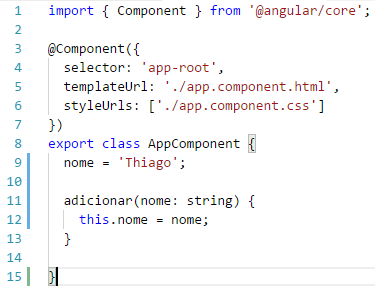 1 import { Component } from '@angular/core';
2
3 @Component({
4   selector: 'app-root',
5   templateUrl: './app.component.html',
6   styleUrls: ['./app.component.css']
7 })
8 export class AppComponent {
9   nome = 'Thiago';
10
11   adicionar(nome: string) {
12     this.nome = nome;
13   }
14
15 }